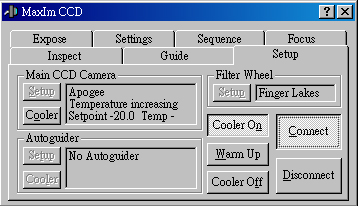 MaxIm CCD
Expose Settings Sequence Focus
Inspect Guide Setup
Main CCD Camera
Setup
Cooler
Apogee
Temperature increasing
Setpoint -20.0 Temp -
Filter Wheel
Setup
Finger Lakes
Autoguider
Setup
Cooler
No Autoguider
Cooler On
Warm Up
Cooler Off
Connect
Disconnect